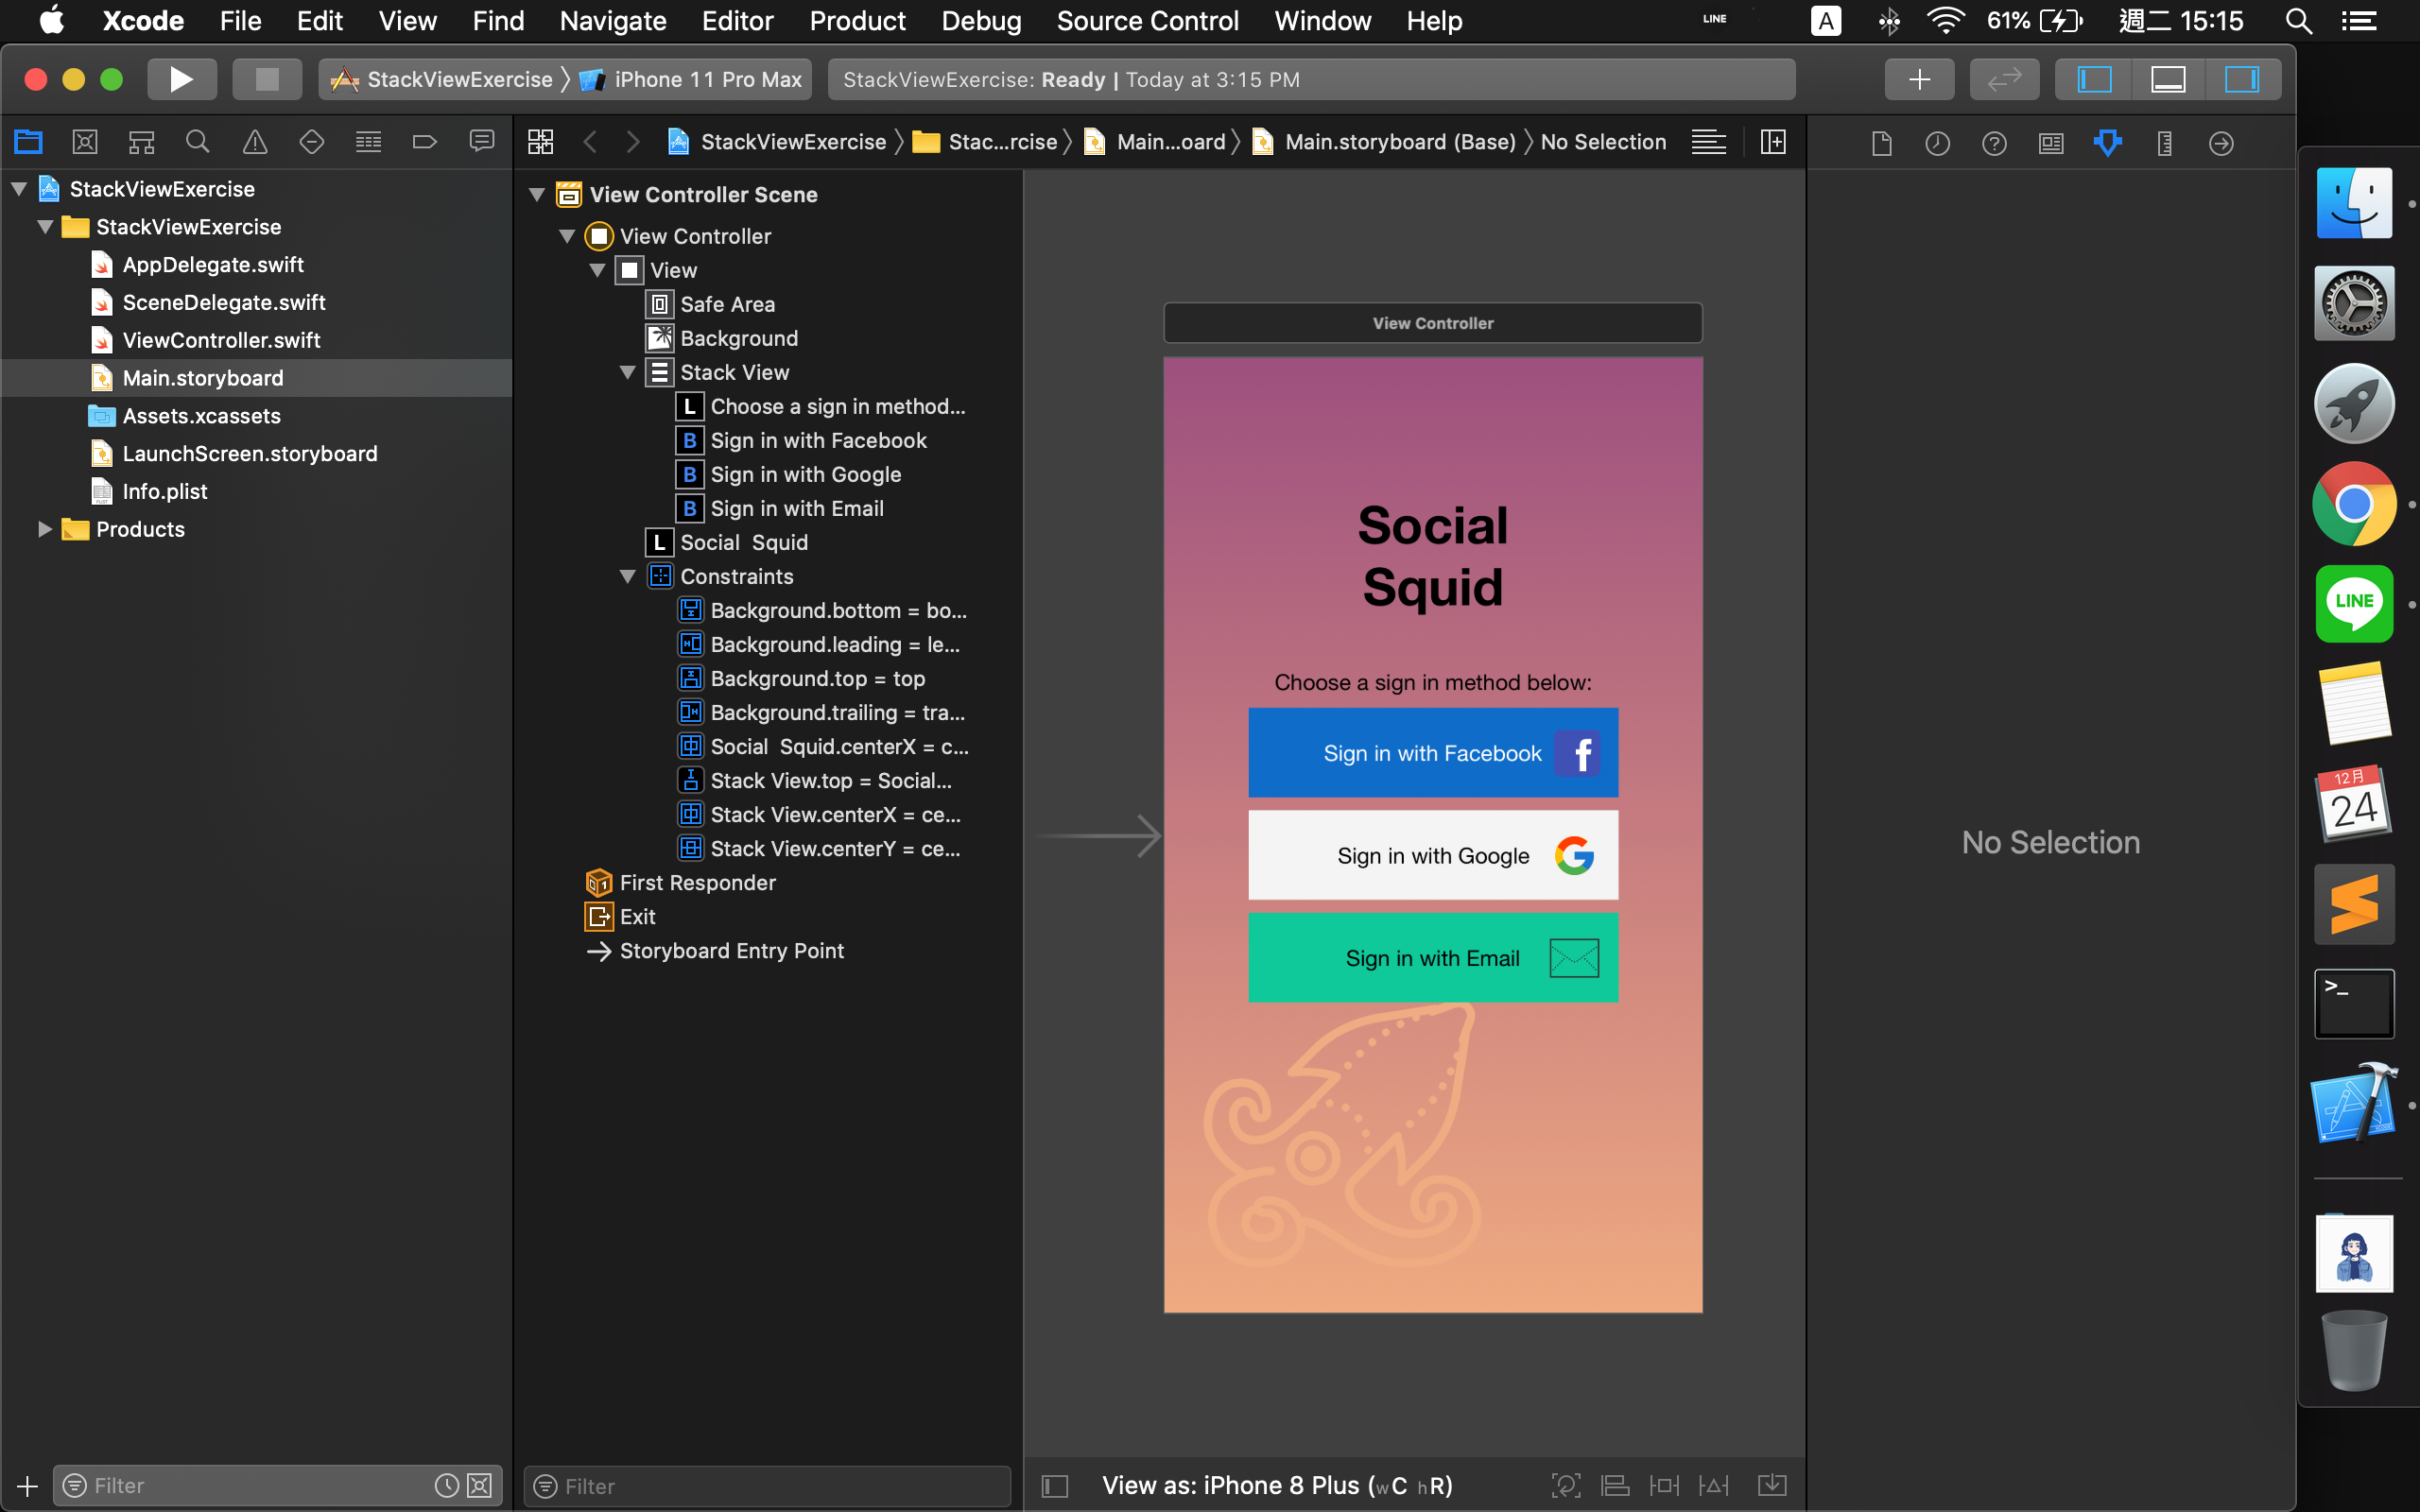 Xcode File Edit View Find Navigate Editor Product Debug Source Control Window Help LINE A 61% 週二 15:15
StackViewExercise iPhone 11 Pro Max StackViewExercise: Ready | Today at 3:15 PM
StackViewExercise Stac...rcise Main...oard Main.storyboard (Base) No Selection
StackViewExercise
StackViewExercise
AppDelegate.swift
SceneDelegate.swift
ViewController.swift
Main.storyboard
Assets.xcassets
LaunchScreen.storyboard
Info.plist
Products
Filter
View Controller Scene
View Controller
View
Safe Area
Background
Stack View
L Choose a sign in method...
B Sign in with Facebook
B Sign in with Google
B Sign in with Email
L Social Squid
Constraints
Background.bottom = bo...
Background.leading = le...
Background.top = top
Background.trailing = tra...
Social Squid.centerX = c...
Stack View.top = Social...
Stack View.centerX = ce...
Stack View.centerY = ce...
First Responder
Exit
Storyboard Entry Point
Filter
View Controller
Social
Squid
Choose a sign in method below:
Sign in with Facebook f
Sign in with Google G
Sign in with Email
View as: iPhone 8 Plus (wC hR)
No Selection
LINE
12月
24
>_